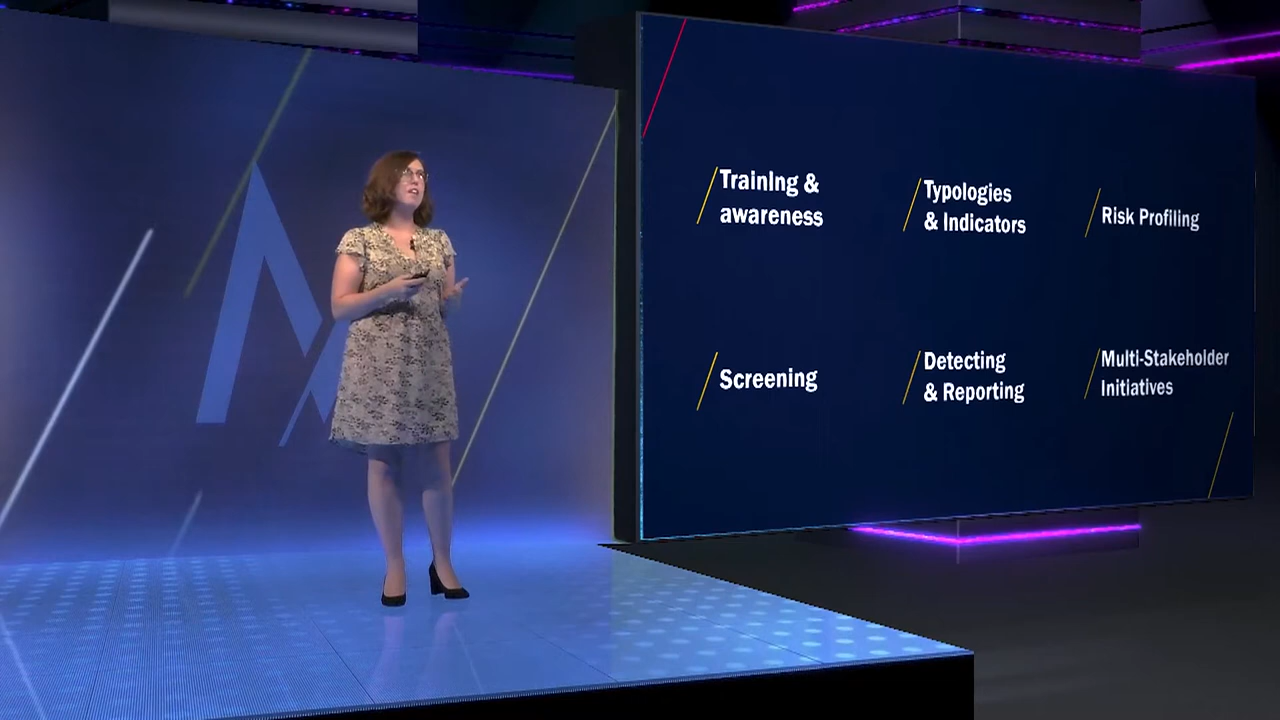 Training &
awareness
Typologies
& Indicators
Risk Profiling
Screening
Detecting
& Reporting
Multi-Stakeholder
Initiatives